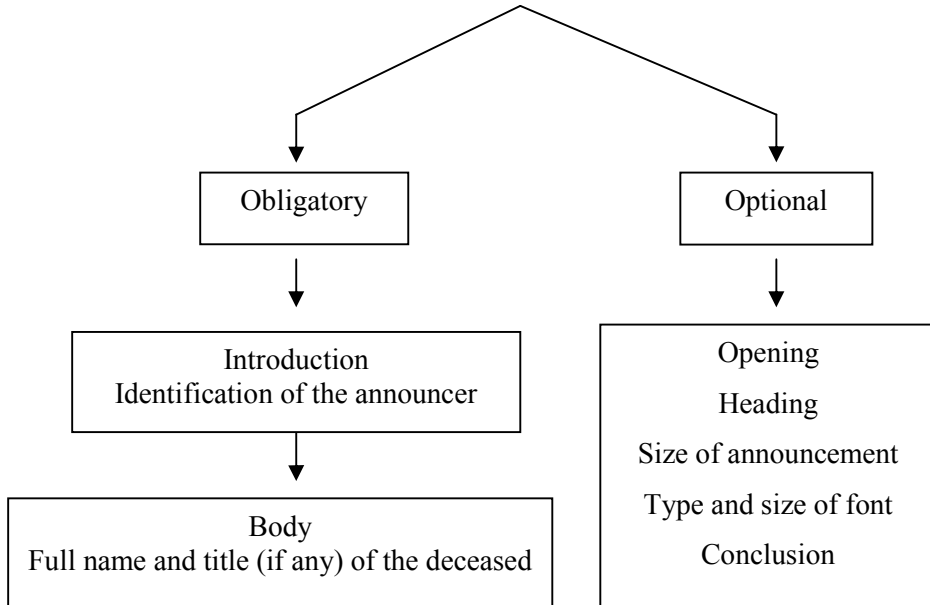 Obligatory
Optional
Introduction
Identification of the announcer
Body
Full name and title (if any) of the deceased
Opening
Heading
Size of announcement
Type and size of font
Conclusion